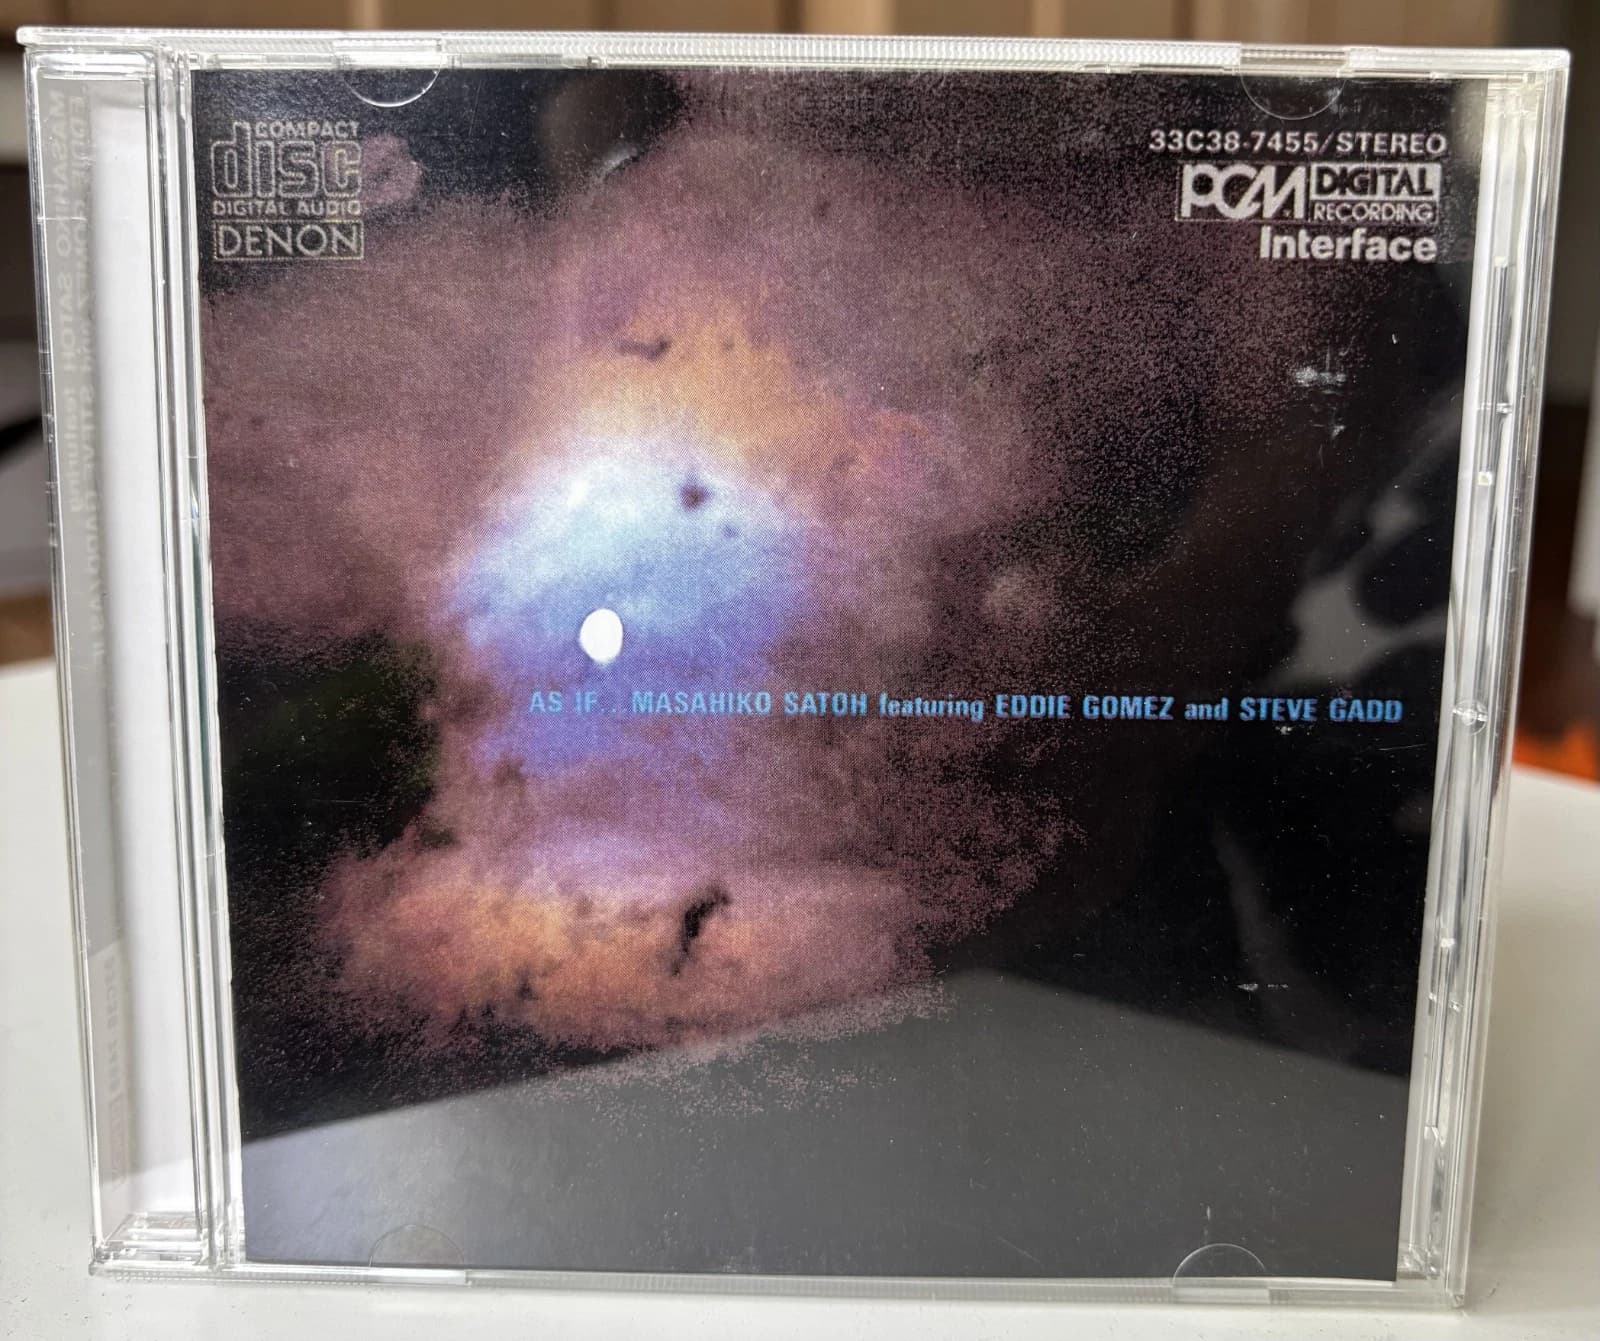 COMPACT
disc
DIGITAL AUDIO
DENON
33C38-7455/STEREO
PCM DIGITAL
RECORDING
Interface
AS IF... MASAHIKO SATOH featuring EDDIE GOMEZ and STEVE GADD